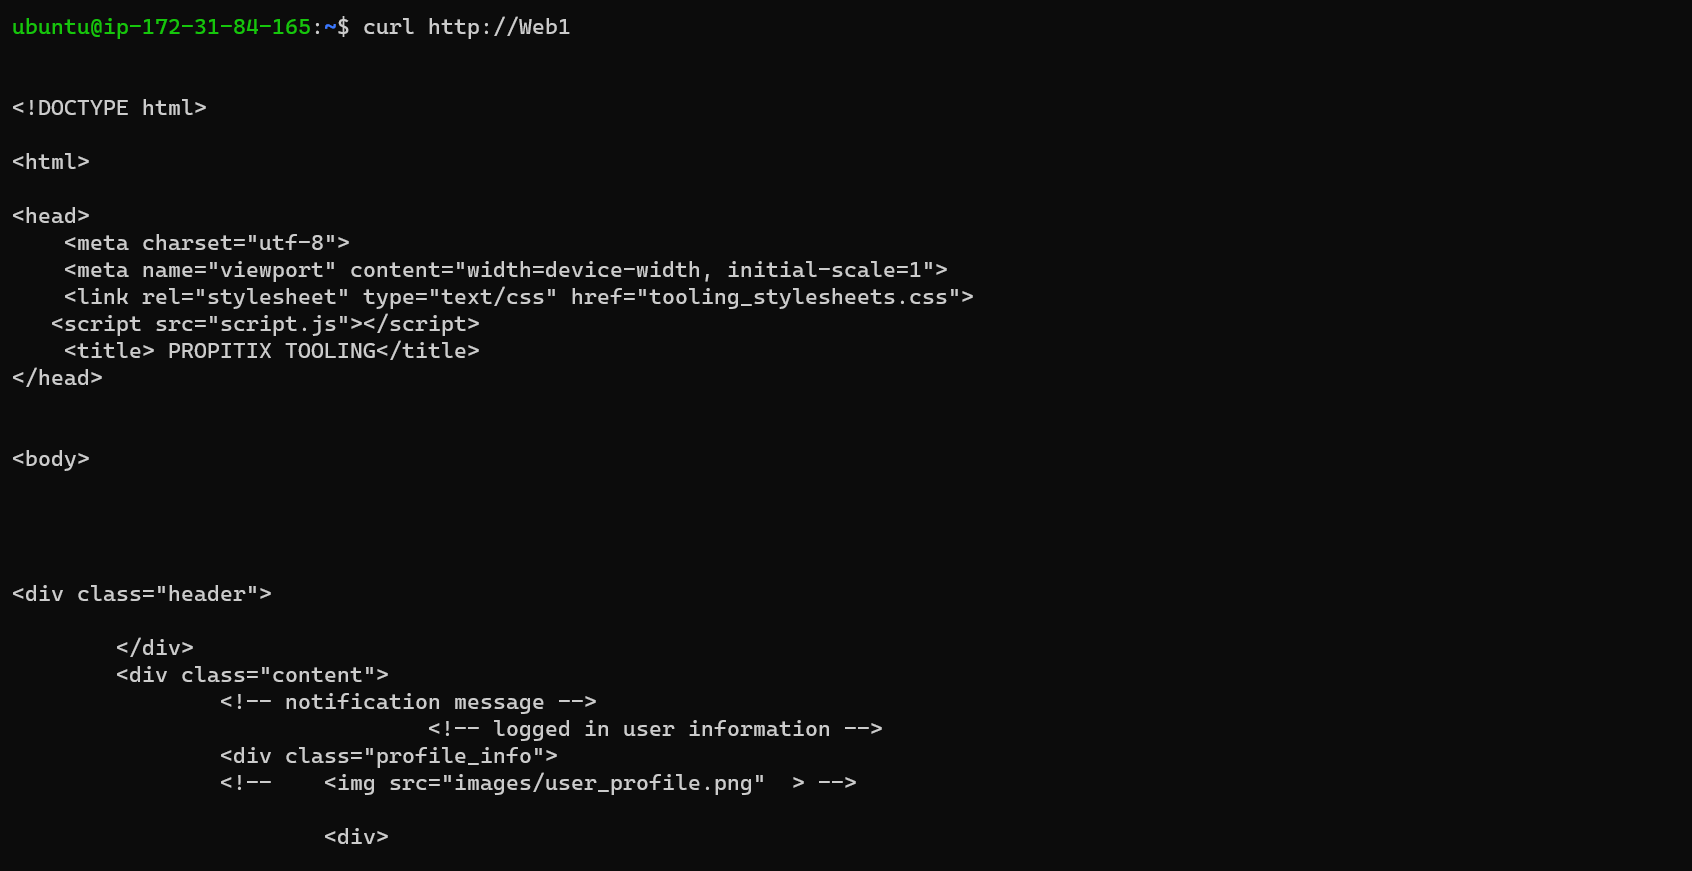 ubuntu@ip-172-31-84-165:~$ curl http://Web1
<!DOCTYPE html>
<html>
<head>
    <meta charset="utf-8">
    <meta name="viewport" content="width=device-width, initial-scale=1">
    <link rel="stylesheet" type="text/css" href="tooling_stylesheets.css">
   <script src="script.js"></script>
    <title> PROPITIX TOOLING</title>
</head>
<body>
<div class="header">
        </div>
        <div class="content">
                <!-- notification message -->
                                <!-- logged in user information -->
                <div class="profile_info">
                <!--    <img src="images/user_profile.png"  > -->
                        <div>